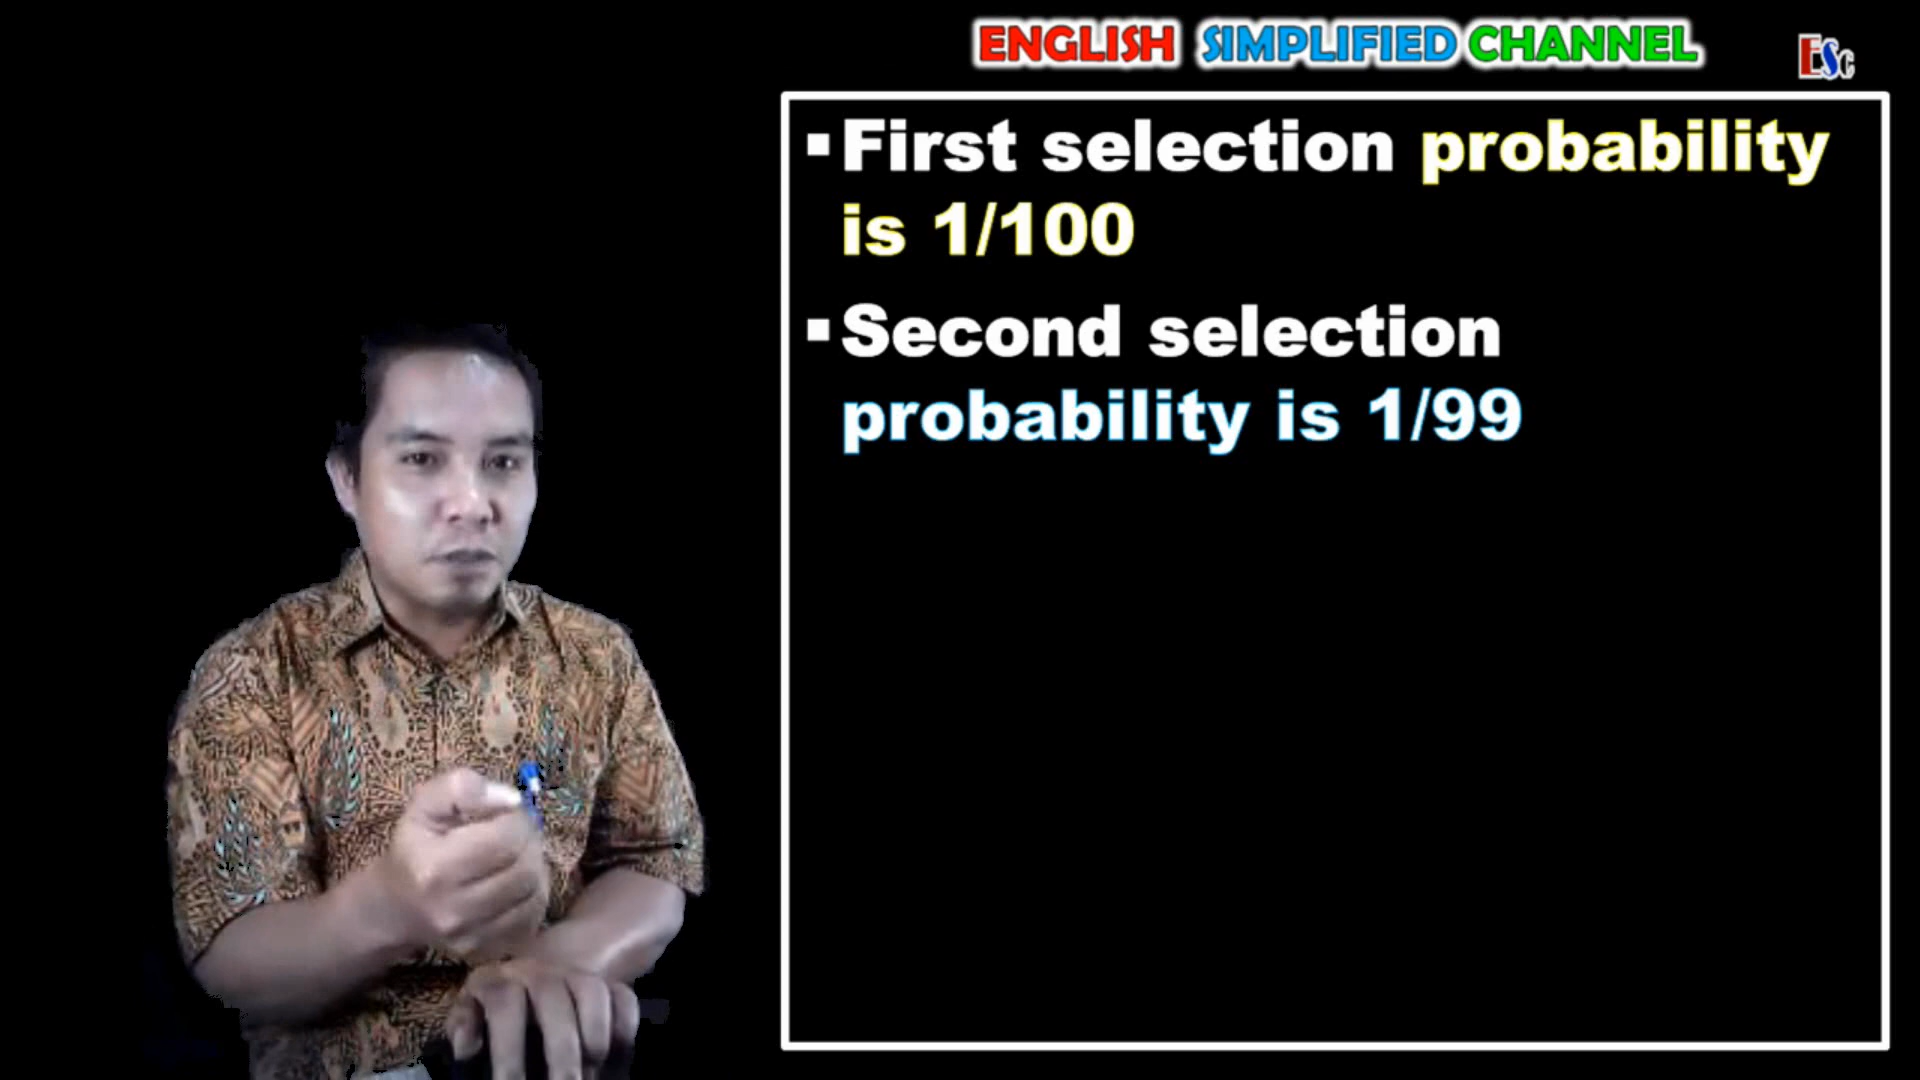 ENGLISH SIMPLIFIED CHANNEL
ESc
▪First selection probability
is 1/100
▪Second selection
probability is 1/99